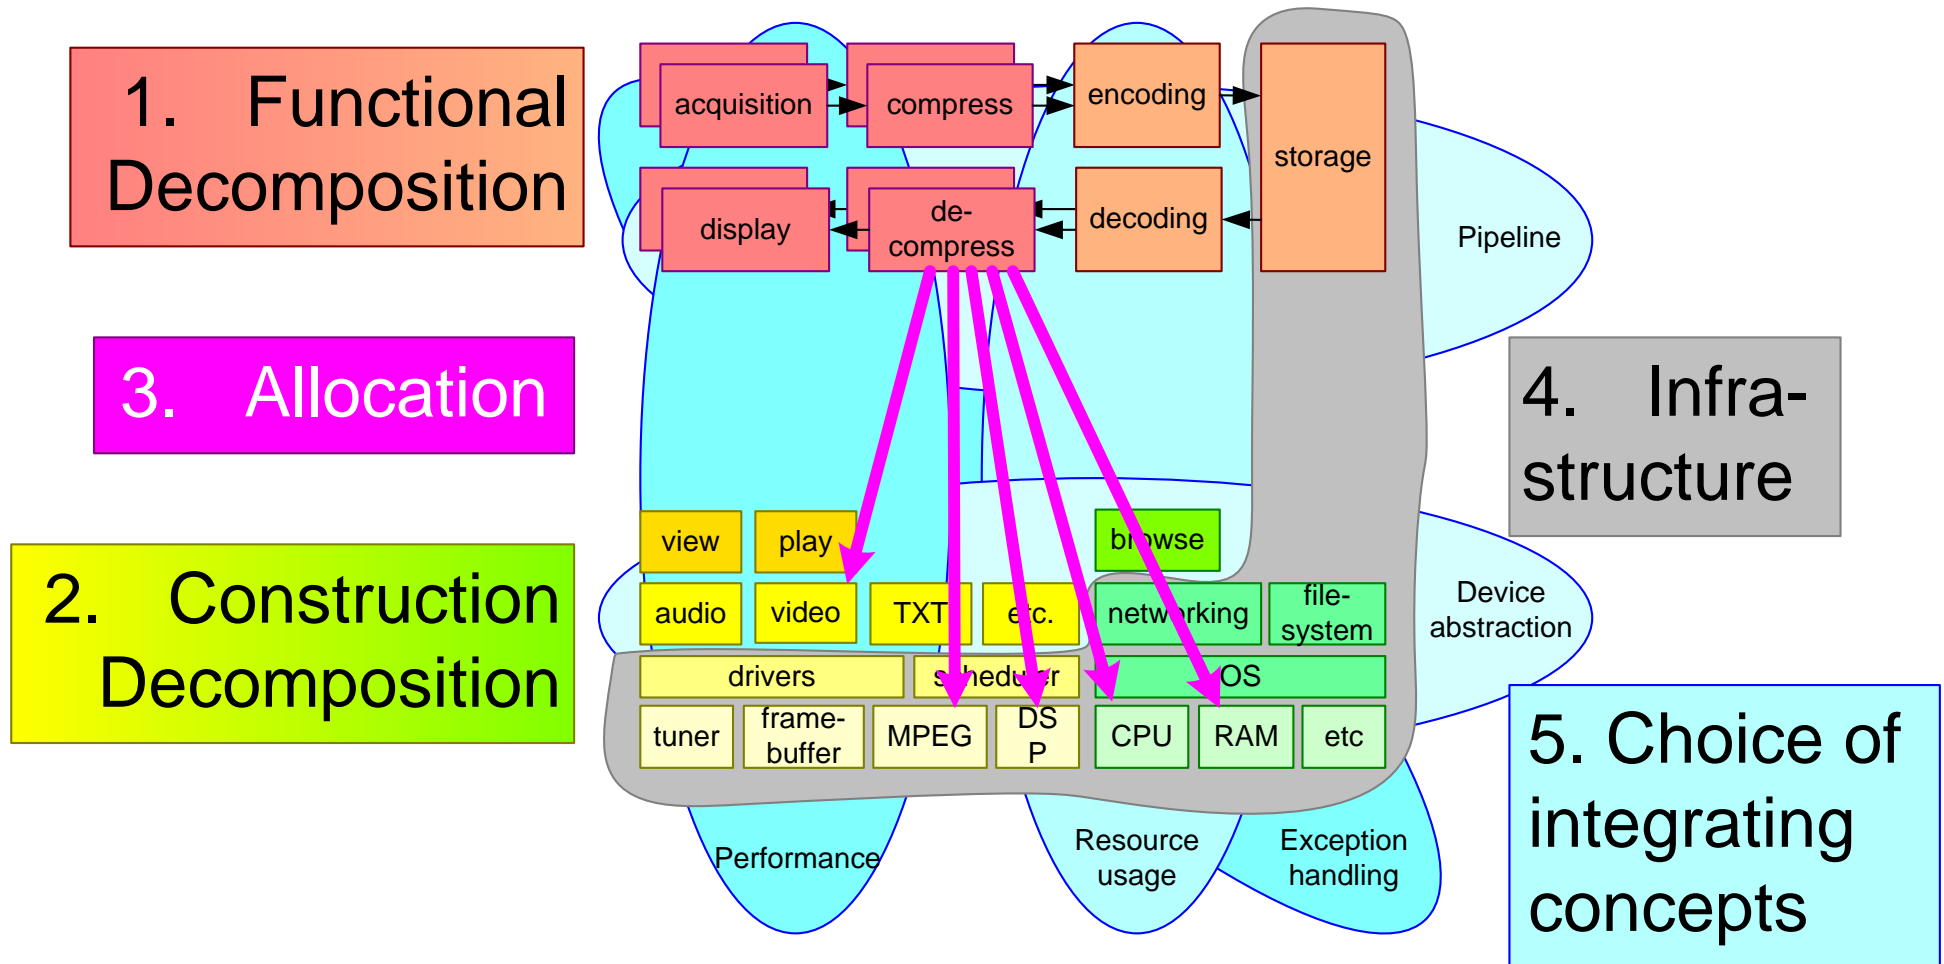 1. Functional
Decomposition
acquisition
compress
encoding
storage
display
de-
compress
decoding
Pipeline
3. Allocation
4. Infra-
structure
2. Construction
Decomposition
view
play
browse
audio
video
TXT
etc.
networking
file-
system
Device
abstraction
drivers
scheduler
OS
tuner
frame-
buffer
MPEG
DS
P
CPU
RAM
etc
Performance
Resource
usage
Exception
handling
5. Choice of
integrating
concepts